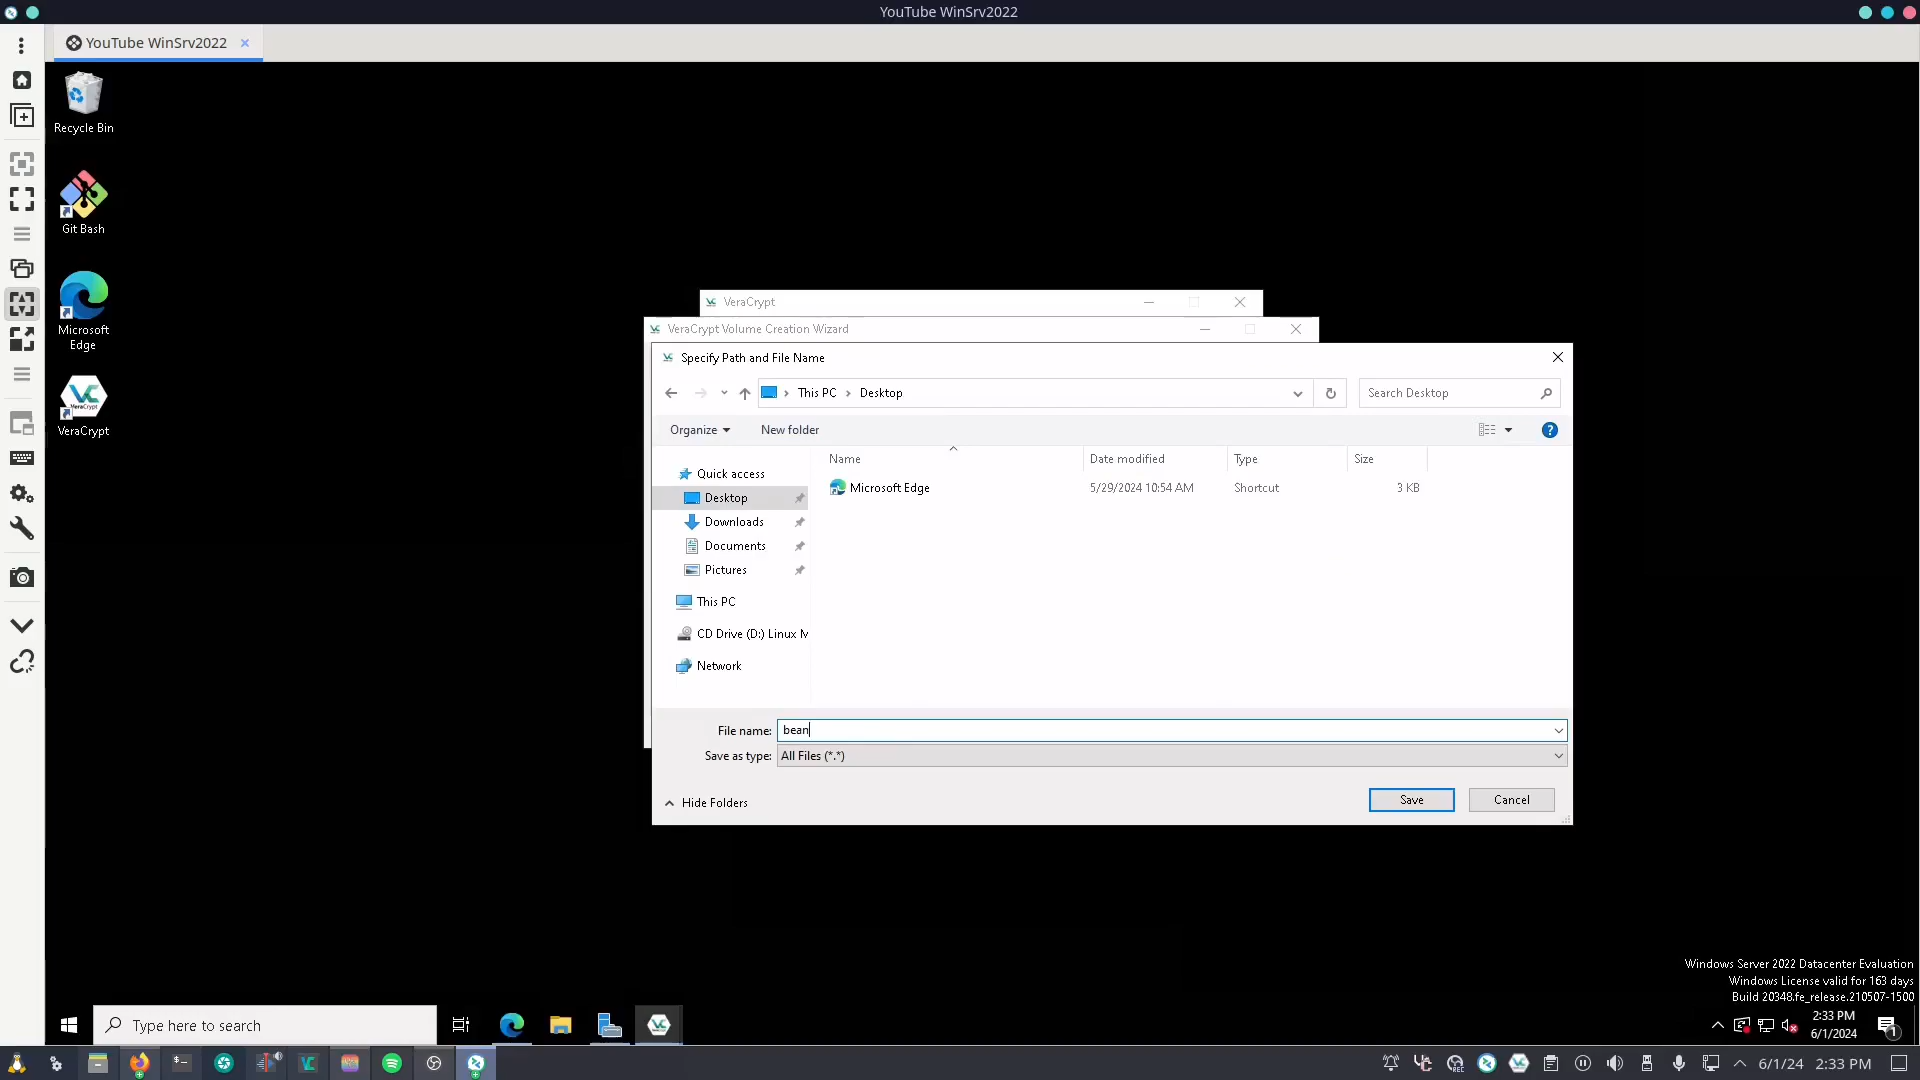 YouTube WinSrv2022
YouTube WinSrv2022
Recycle Bin
Git Bash
Microsoft
Edge
VeraCrypt
VeraCrypt
VeraCrypt
VeraCrypt Volume Creation Wizard
Specify Path and File Name
This PC
Desktop
Search Desktop
Organize
New folder
Name
Date modified
Type
Size
Quick access
Desktop
Downloads
Documents
Pictures
This PC
CD Drive (D:) Linux M
Network
Microsoft Edge
5/29/2024 10:54 AM
Shortcut
3 KB
File name:
bean
Save as type:
All Files (*.*)
Hide Folders
Save
Cancel
Windows Server 2022 Datacenter Evaluation
Windows License valid for 163 days
Build 20348.fe_release.210507-1500
Type here to search
2:33 PM
6/1/2024
1
REC
6/1/24
2:33 PM